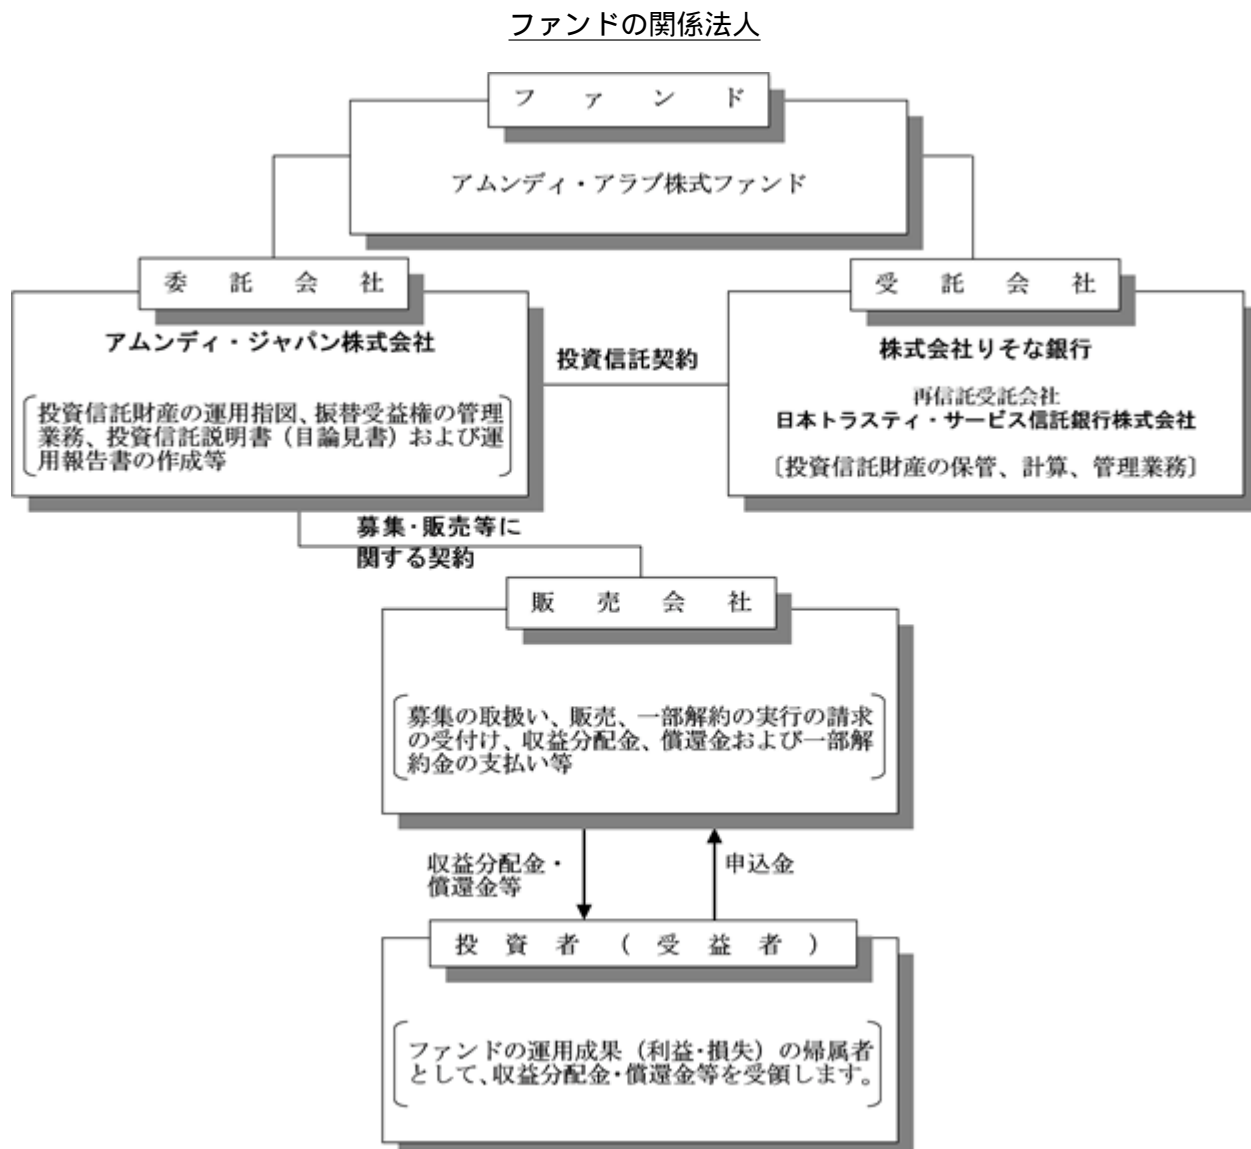 ファンドの関係法人
ファンド
アムンディ・アラブ株式ファンド
委託会社
アムンディ・ジャパン株式会社
投資信託財産の運用指図、振替受益権の管理
業務、投資信託説明書（目論見書）および運
用報告書の作成等
投資信託契約
受託会社
株式会社りそな銀行
再信託受託会社
日本トラスティ・サービス信託銀行株式会社
〔投資信託財産の保管、計算、管理業務〕
募集・販売等に
関する契約
販売会社
募集の取扱い、販売、一部解約の実行の請求
の受付け、収益分配金、償還金および一部解
約金の支払い等
収益分配金・
償還金等
申込金
投資者（受益者）
ファンドの運用成果（利益・損失）の帰属者
として、収益分配金・償還金等を受領します。